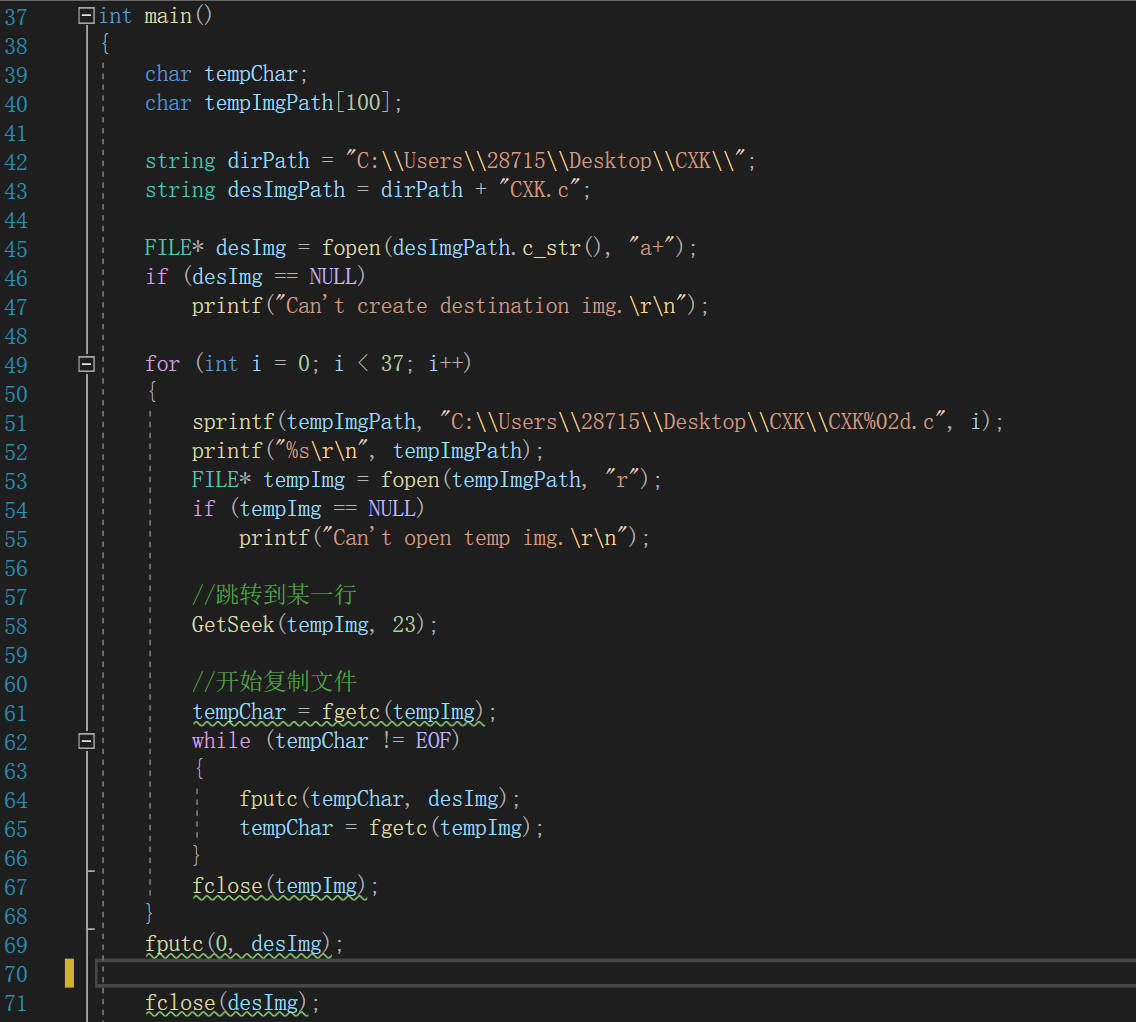 37 int main()
38 {
39 char tempChar;
40 char tempImgPath[100];
41
42 string dirPath = "C:\\Users\\28715\\Desktop\\CXK\\";
43 string desImgPath = dirPath + "CXK.c";
44
45 FILE* desImg = fopen(desImgPath.c_str(), "a+");
46 if (desImg == NULL)
47 printf("Can't create destination img.\r\n");
48
49 for (int i = 0; i < 37; i++)
50 {
51 sprintf(tempImgPath, "C:\\Users\\28715\\Desktop\\CXK\\CXK%02d.c", i);
52 printf("%s\r\n", tempImgPath);
53 FILE* tempImg = fopen(tempImgPath, "r");
54 if (tempImg == NULL)
55 printf("Can't open temp img.\r\n");
56
57 //跳转到某一行
58 GetSeek(tempImg, 23);
59
60 //开始复制文件
61 tempChar = fgetc(tempImg);
62 while (tempChar != EOF)
63 {
64 fputc(tempChar, desImg);
65 tempChar = fgetc(tempImg);
66 }
67 fclose(tempImg);
68 }
69 fputc(0, desImg);
70
71 fclose(desImg);